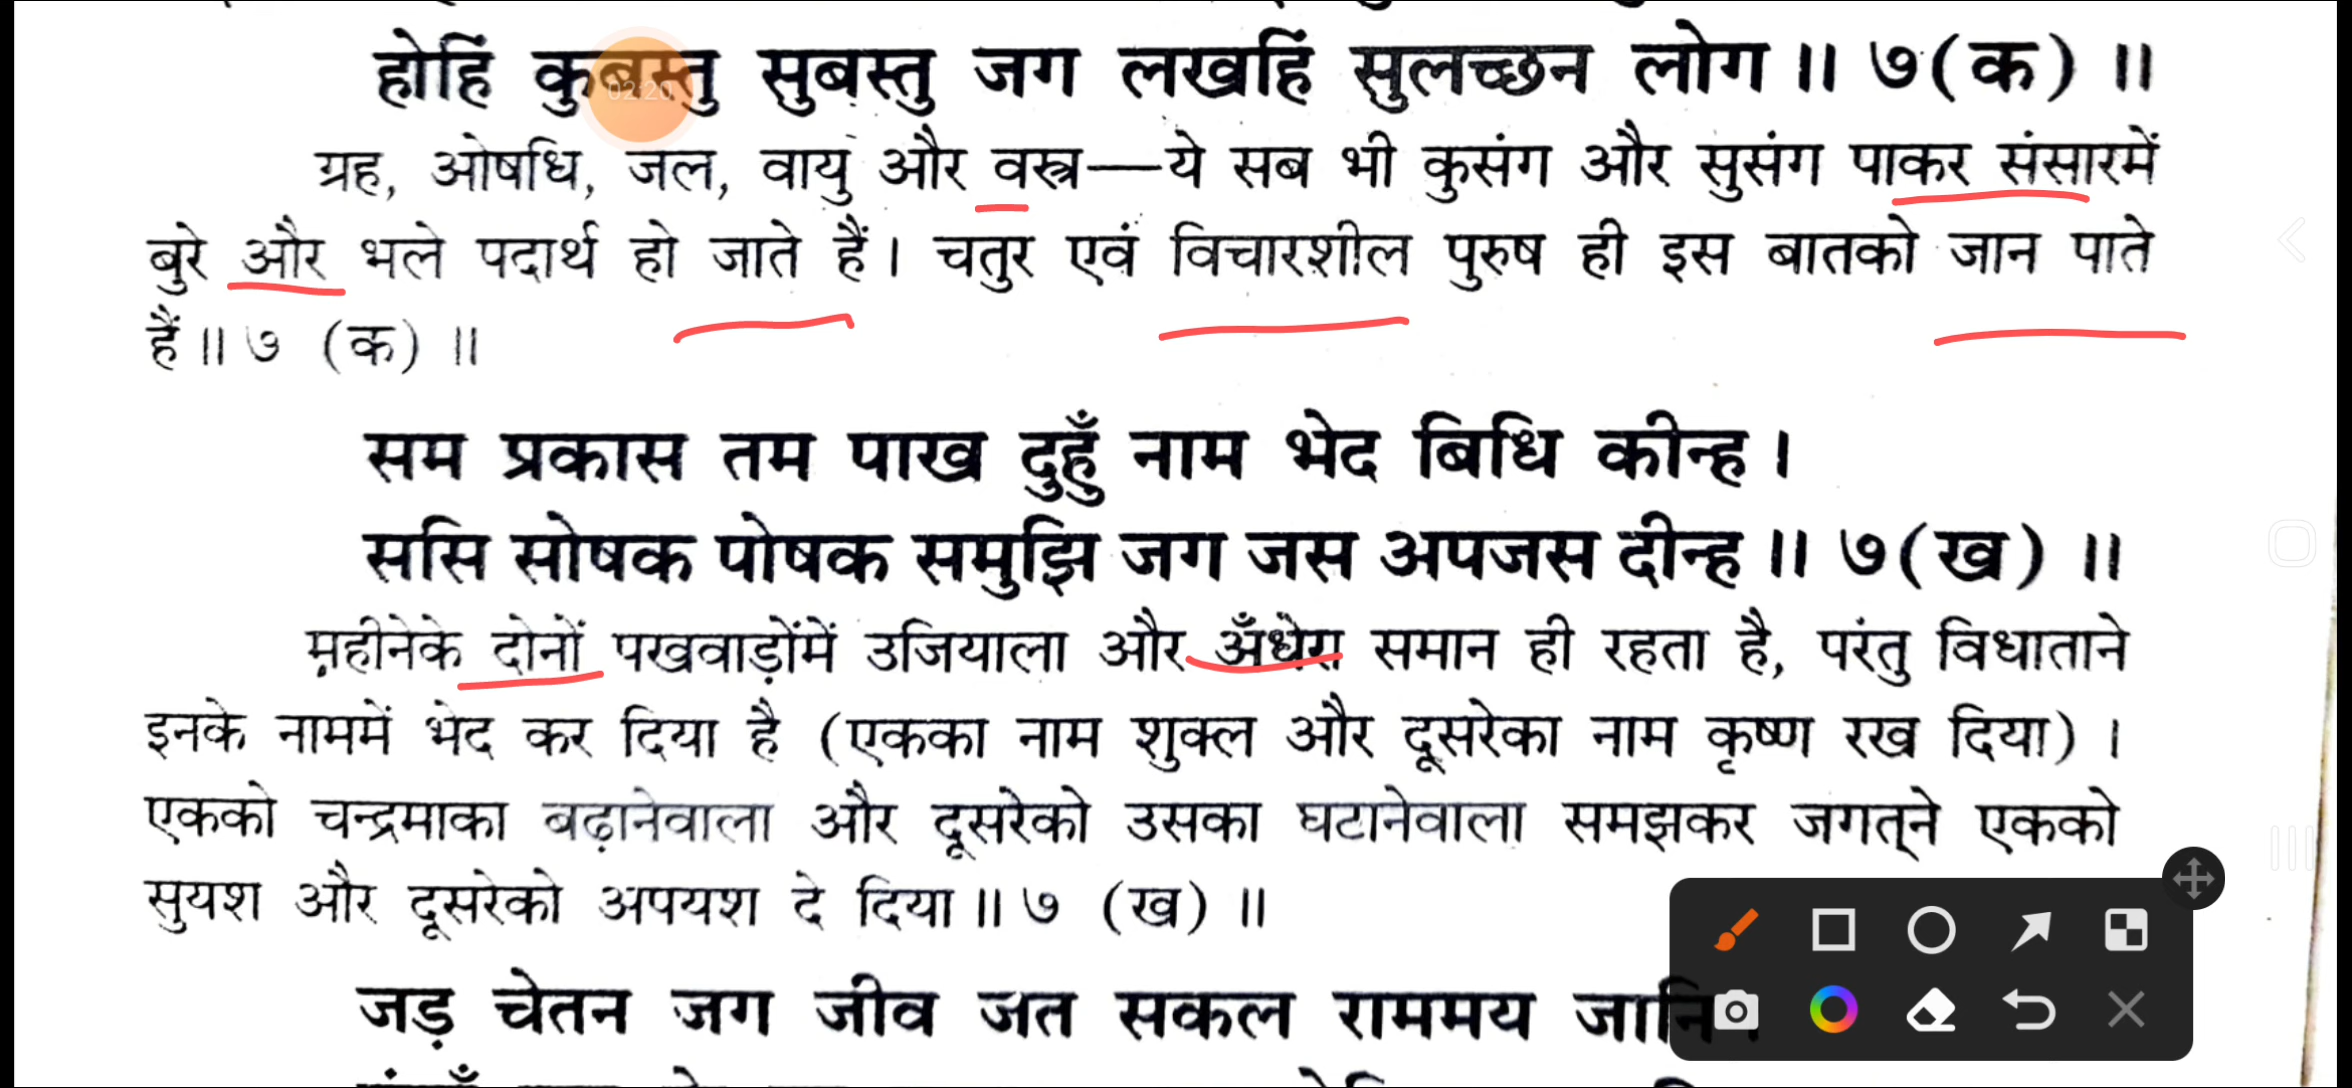 होहिं कुबस्तु सुबस्तु जग लखहिं सुलच्छन लोग ॥ ७(क) ॥
02:20
ग्रह, ओषधि, जल, वायु और वस्त्र—ये सब भी कुसंग और सुसंग पाकर संसारमें
बुरे और भले पदार्थ हो जाते हैं। चतुर एवं विचारशील पुरुष ही इस बातको जान पाते
हैं॥ ७ (क) ॥
सम प्रकास तम पाख दुहुँ नाम भेद बिधि कीन्ह।
ससि सोषक पोषक समुझि जग जस अपजस दीन्ह॥ ७(ख) ॥
महीनेके दोनों पखवाड़ोंमें उजियाला और अँधेरा समान ही रहता है, परंतु विधाताने
इनके नाममें भेद कर दिया है (एकका नाम शुक्ल और दूसरेका नाम कृष्ण रख दिया) ।
एकको चन्द्रमाका बढ़ानेवाला और दूसरेको उसका घटानेवाला समझकर जगत्‌ने एकको
सुयश और दूसरेको अपयश दे दिया॥ ७ (ख) ॥
जड़ चेतन जग जीव जत सकल राममय जानि